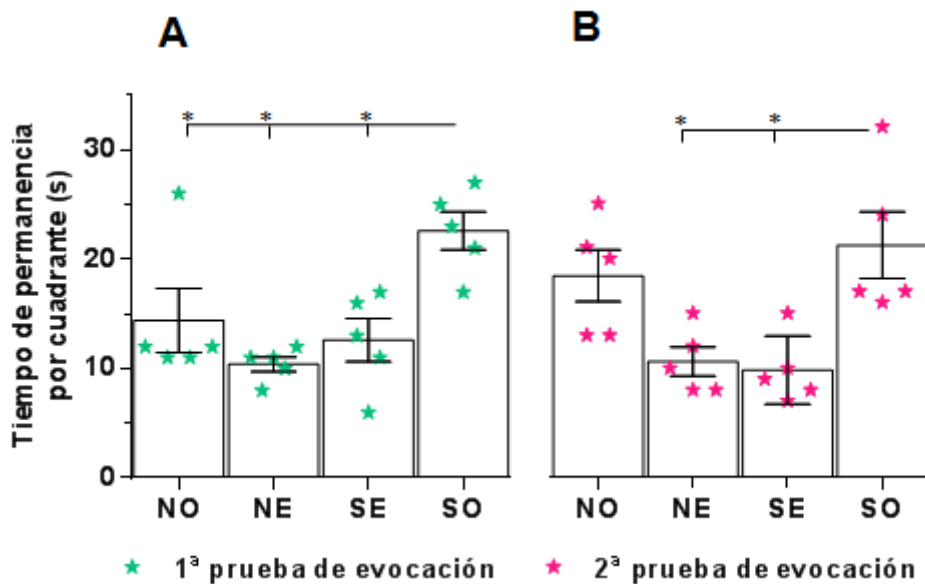 A
B
Tiempo de permanencia
por cuadrante (s)
30
20
10
0
* * *
* *
NO NE SE SO
NO NE SE SO
1ª prueba de evocación
2ª prueba de evocación